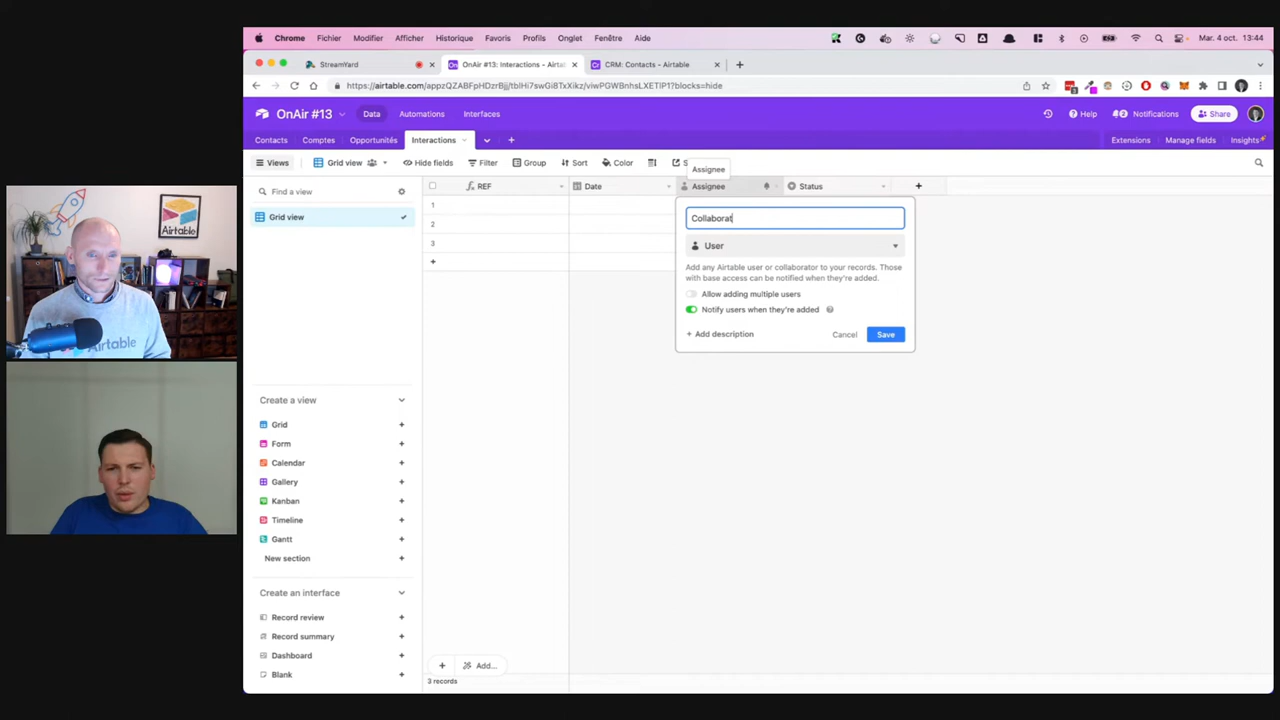 Chrome Fichier Modifier Afficher Historique Favoris Profils Onglet Fenêtre Aide Mar. 4 oct. 13:44
StreamYard
OnAir #13: Interactions - Airtab
CRM: Contacts - Airtable
https://airtable.com/appzQZABFpHDzrBjj/tblHi7swGi8TxXikz/viwPGWBnhsLXETIP1?blocks=hide
OnAir #13
Data
Automations
Interfaces
Help
2 Notifications
Share
Contacts
Comptes
Opportunités
Interactions
Extensions
Manage fields
Insights
Views
Grid view
Hide fields
Filter
Group
Sort
Color
S
Assignee
Find a view
REF
Date
Assignee
Status
Grid view
1
2
3
Collaborat
User
Add any Airtable user or collaborator to your records. Those
with base access can be notified when they're added.
Allow adding multiple users
Notify users when they're added
+ Add description
Cancel
Save
Create a view
Grid
Form
Calendar
Gallery
Kanban
Timeline
Gantt
New section
Create an interface
Record review
Record summary
Dashboard
Blank
Add...
3 records
Airtable
Airtable